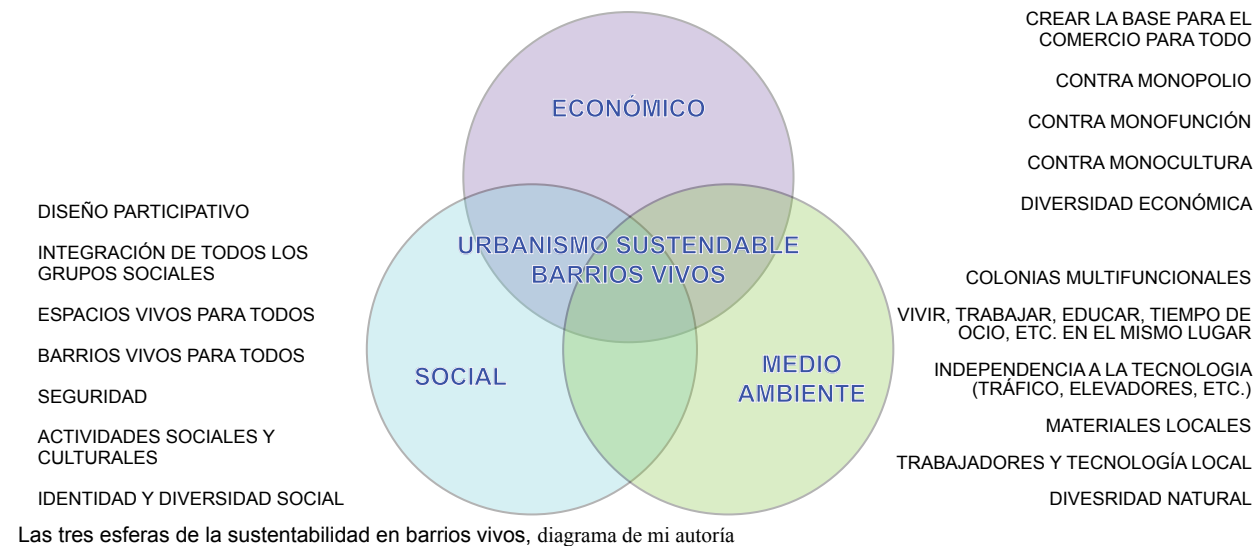 ECONÓMICO
URBANISMO SUSTENDABLE
BARRIOS VIVOS
SOCIAL
MEDIO
AMBIENTE
DISEÑO PARTICIPATIVO
INTEGRACIÓN DE TODOS LOS
GRUPOS SOCIALES
ESPACIOS VIVOS PARA TODOS
BARRIOS VIVOS PARA TODOS
SEGURIDAD
ACTIVIDADES SOCIALES Y
CULTURALES
IDENTIDAD Y DIVERSIDAD SOCIAL
CREAR LA BASE PARA EL
COMERCIO PARA TODO
CONTRA MONOPOLIO
CONTRA MONOFUNCIÓN
CONTRA MONOCULTURA
DIVERSIDAD ECONÓMICA
COLONIAS MULTIFUNCIONALES
VIVIR, TRABAJAR, EDUCAR, TIEMPO DE
OCIO, ETC. EN EL MISMO LUGAR
INDEPENDENCIA A LA TECNOLOGIA
(TRÁFICO, ELEVADORES, ETC.)
MATERIALES LOCALES
TRABAJADORES Y TECNOLOGÍA LOCAL
DIVESRIDAD NATURAL
Las tres esferas de la sustentabilidad en barrios vivos, diagrama de mi autoría